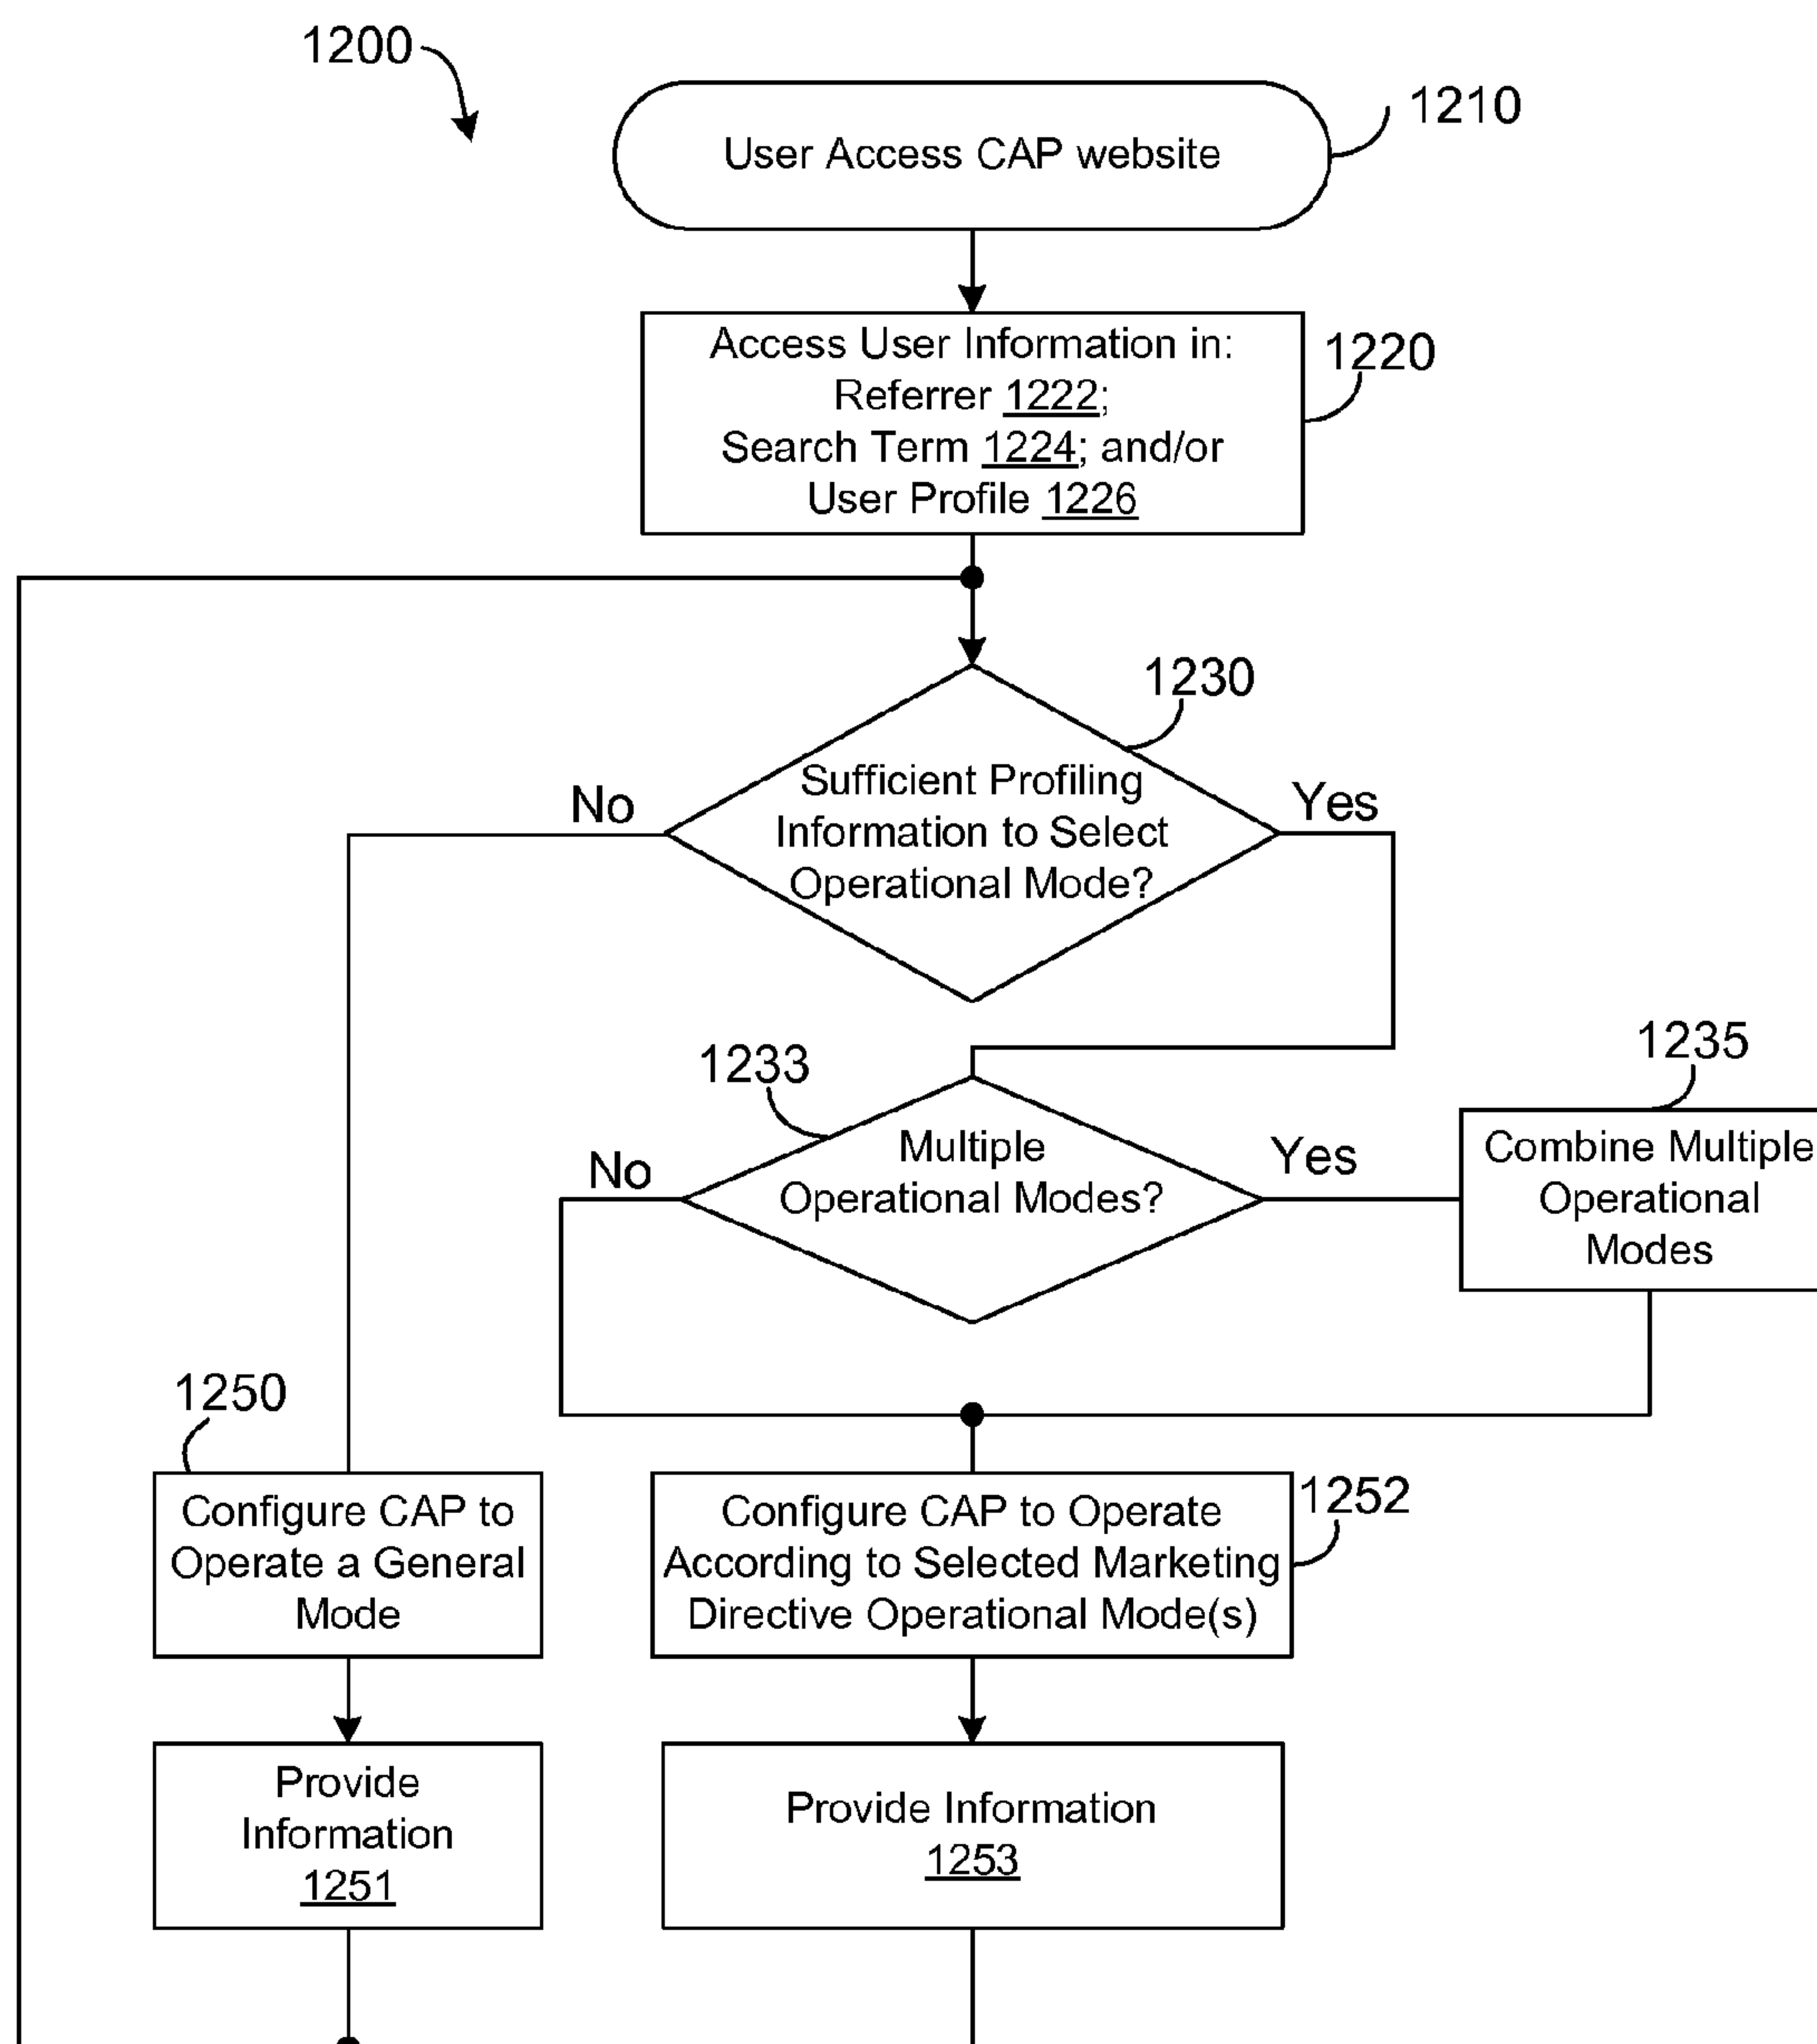 1200
User Access CAP website
1210
Access User Information in:
Referrer 1222;
Search Term 1224; and/or
User Profile 1226
1220
1230
Sufficient Profiling
Information to Select
Operational Mode?
No
Yes
1233
Multiple
Operational Modes?
No
Yes
1235
Combine Multiple
Operational
Modes
1250
Configure CAP to
Operate a General
Mode
1252
Configure CAP to Operate
According to Selected Marketing
Directive Operational Mode(s)
Provide
Information
1251
Provide Information
1253